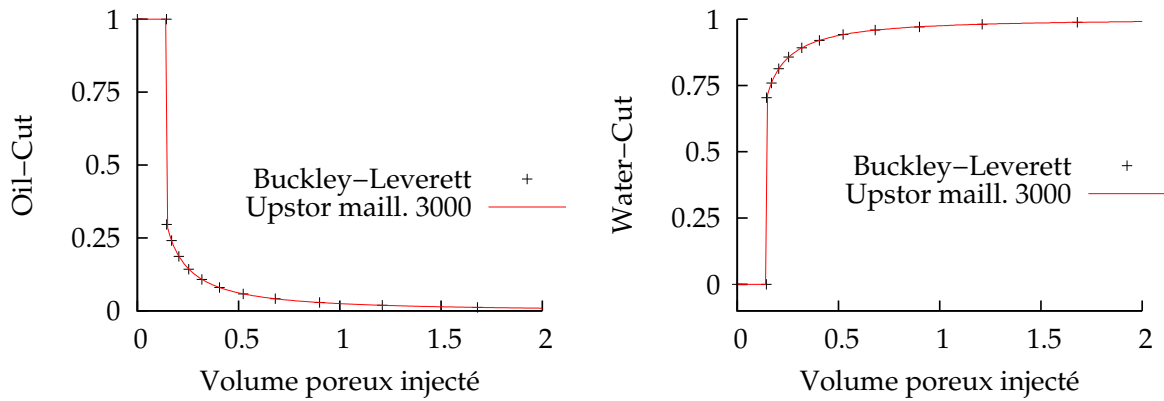 Oil−Cut
1
0.75
0.5
0.25
0
0 0.5 1 1.5 2
Volume poreux injecté
Buckley−Leverett
Upstor maill. 3000
Water−Cut
1
0.75
0.5
0.25
0
0 0.5 1 1.5 2
Volume poreux injecté
Buckley−Leverett
Upstor maill. 3000